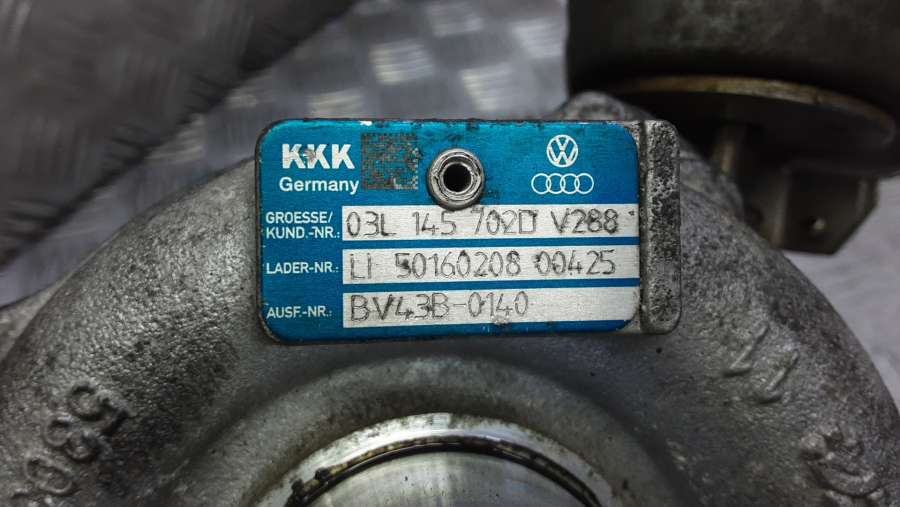 KKK
Germany
GROESSE/
KUND.-NR.: 03L 145 702D V288
LADER-NR.: LI 50160208 00425
AUSF.-NR.: BV43B-0140